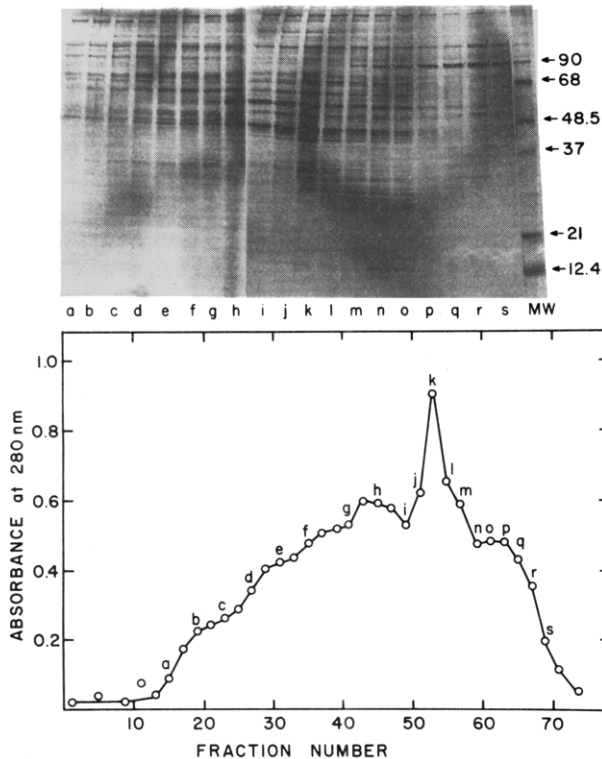 90
68
48.5
37
21
12.4
a b c d e f g h i j k l m n o p q r s MW
1.0
0.8
0.6
0.4
0.2
ABSORBANCE at 280 nm
a b c d e f g h i j k l m n o p q r s
10 20 30 40 50 60 70
FRACTION NUMBER